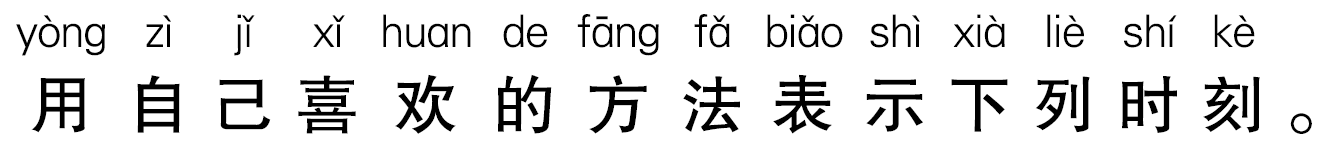 yòng zì jǐ xǐ huan de fāng fǎ biǎo shì xià liè shí kè
用自己喜欢的方法表示下列时刻。